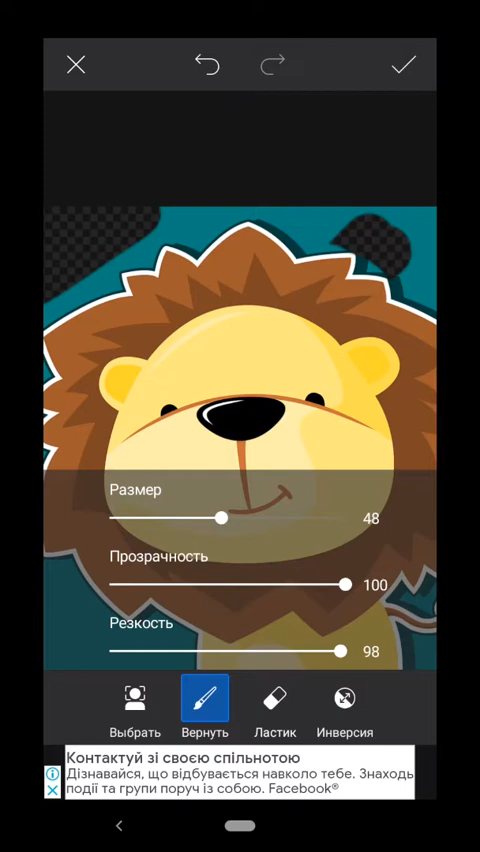 Размер
48
Прозрачность
100
Резкость
98
Выбрать Вернуть Ластик Инверсия
Контактуй зі своєю спільнотою
Дізнавайся, що відбувається навколо тебе. Знаходь
події та групи поруч із собою. Facebook®